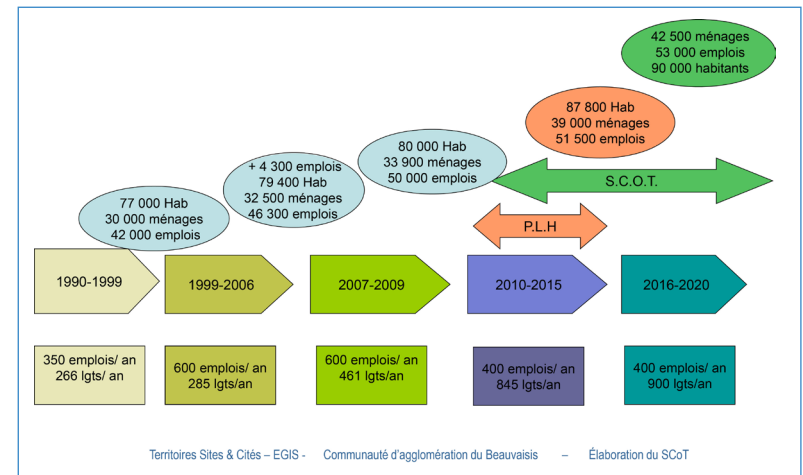 42 500 ménages
53 000 emplois
90 000 habitants
87 800 Hab
39 000 ménages
51 500 emplois
80 000 Hab
33 900 ménages
50 000 emplois
+ 4 300 emplois
79 400 Hab
32 500 ménages
46 300 emplois
77 000 Hab
30 000 ménages
42 000 emplois
S.C.O.T.
P.L.H
1990-1999
1999-2006
2007-2009
2010-2015
2016-2020
350 emplois/ an
266 lgts/ an
600 emplois/ an
285 lgts/an
600 emplois/ an
461 lgts/an
400 emplois/ an
845 lgts/an
400 emplois/ an
900 lgts/an
Territoires Sites & Cités – EGIS - Communauté d'agglomération du Beauvaisis – Élaboration du SCoT